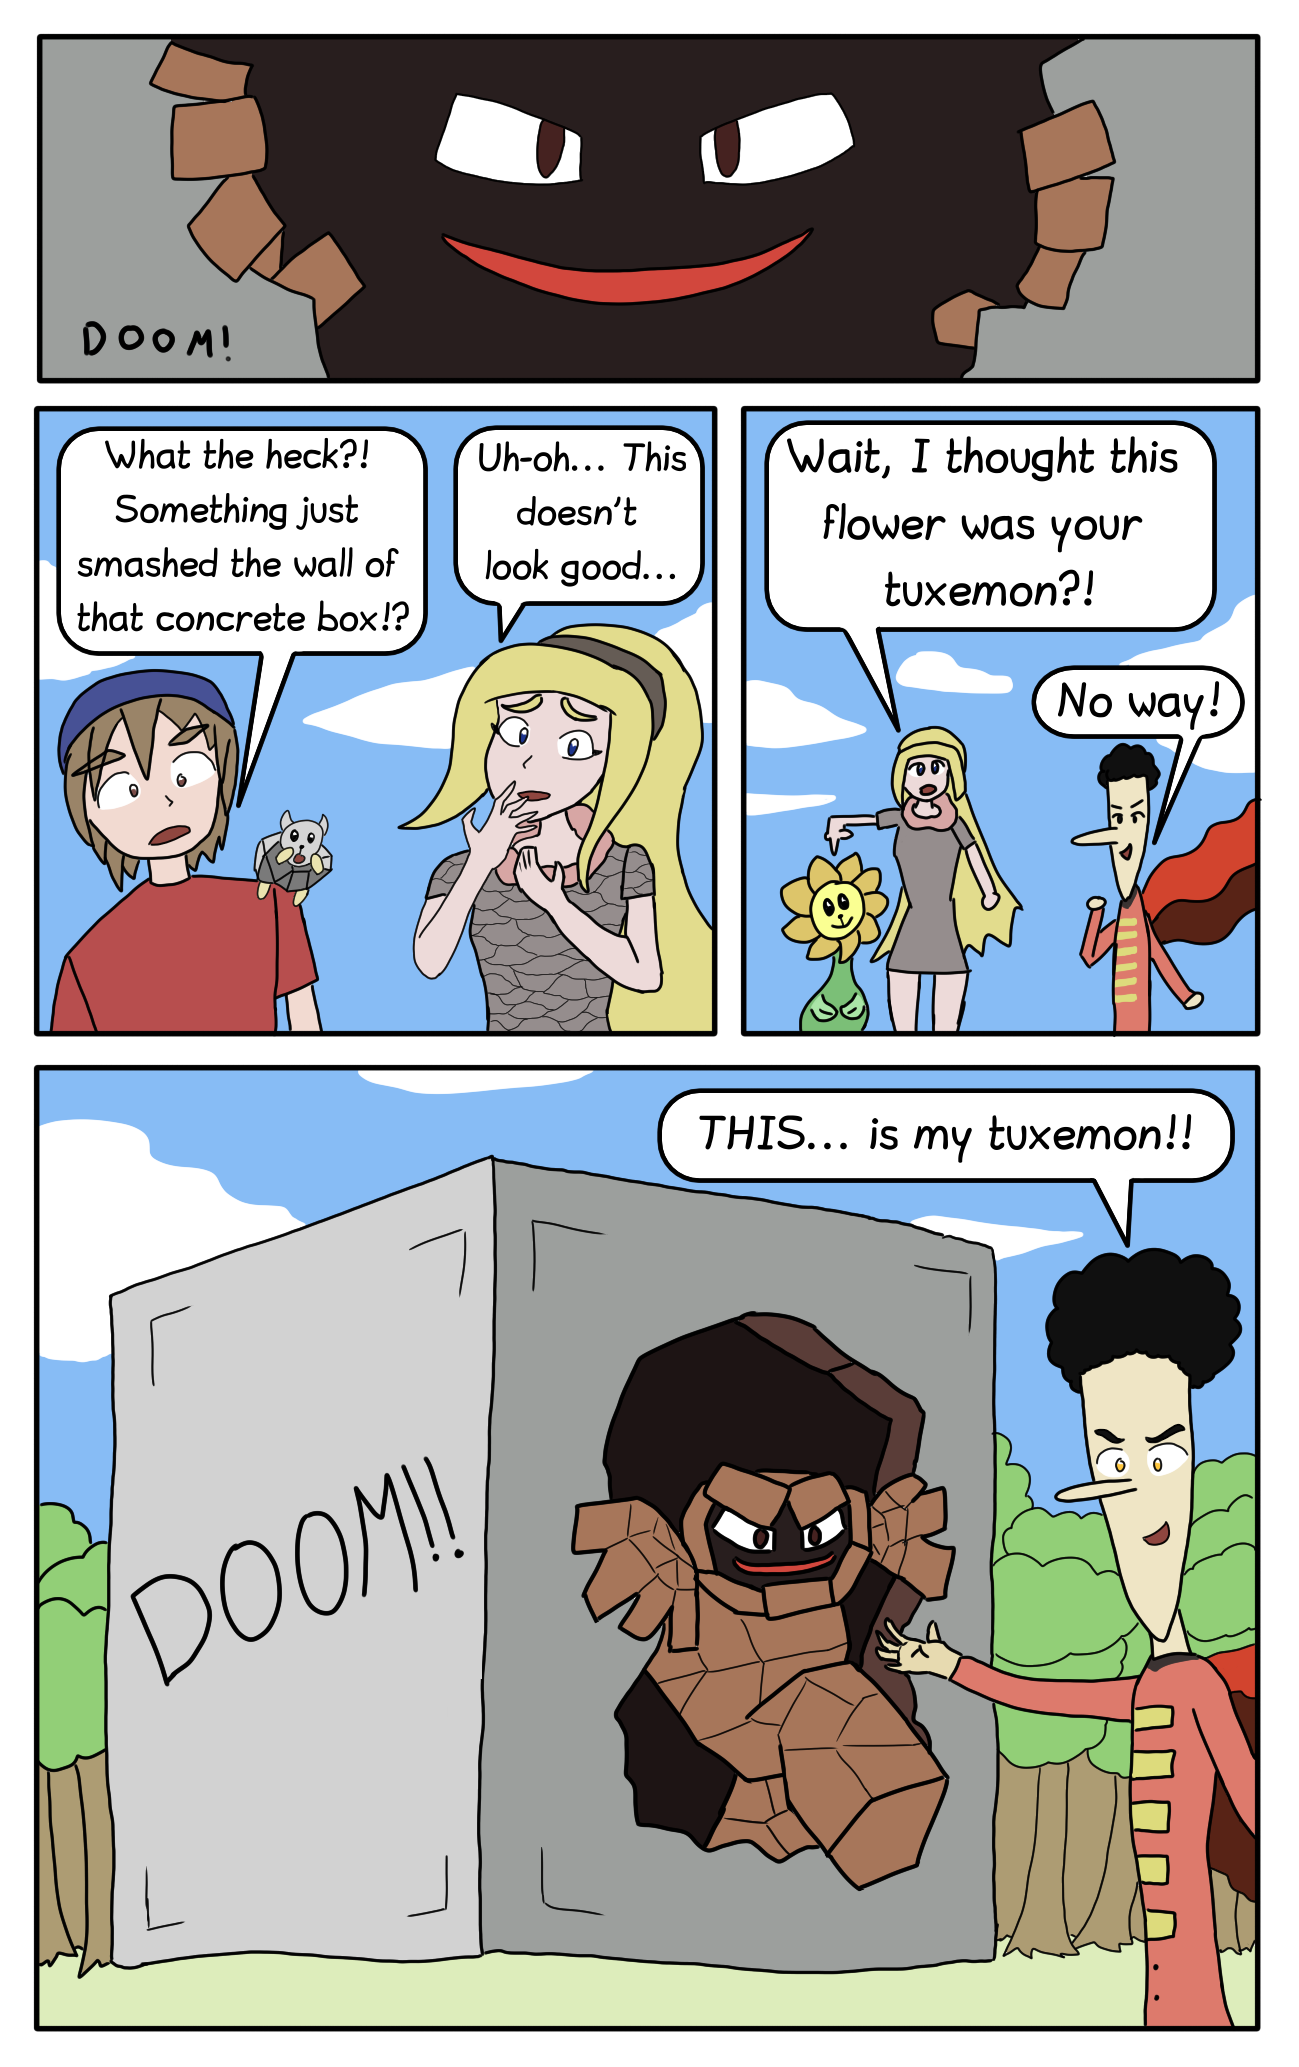 DOOM!
What the heck?!
Something just
smashed the wall of
that concrete box!?
Uh-oh... This
doesn't
look good...
Wait, I thought this
flower was your
tuxemon?!
No way!
THIS... is my tuxemon!!
DOOM!!